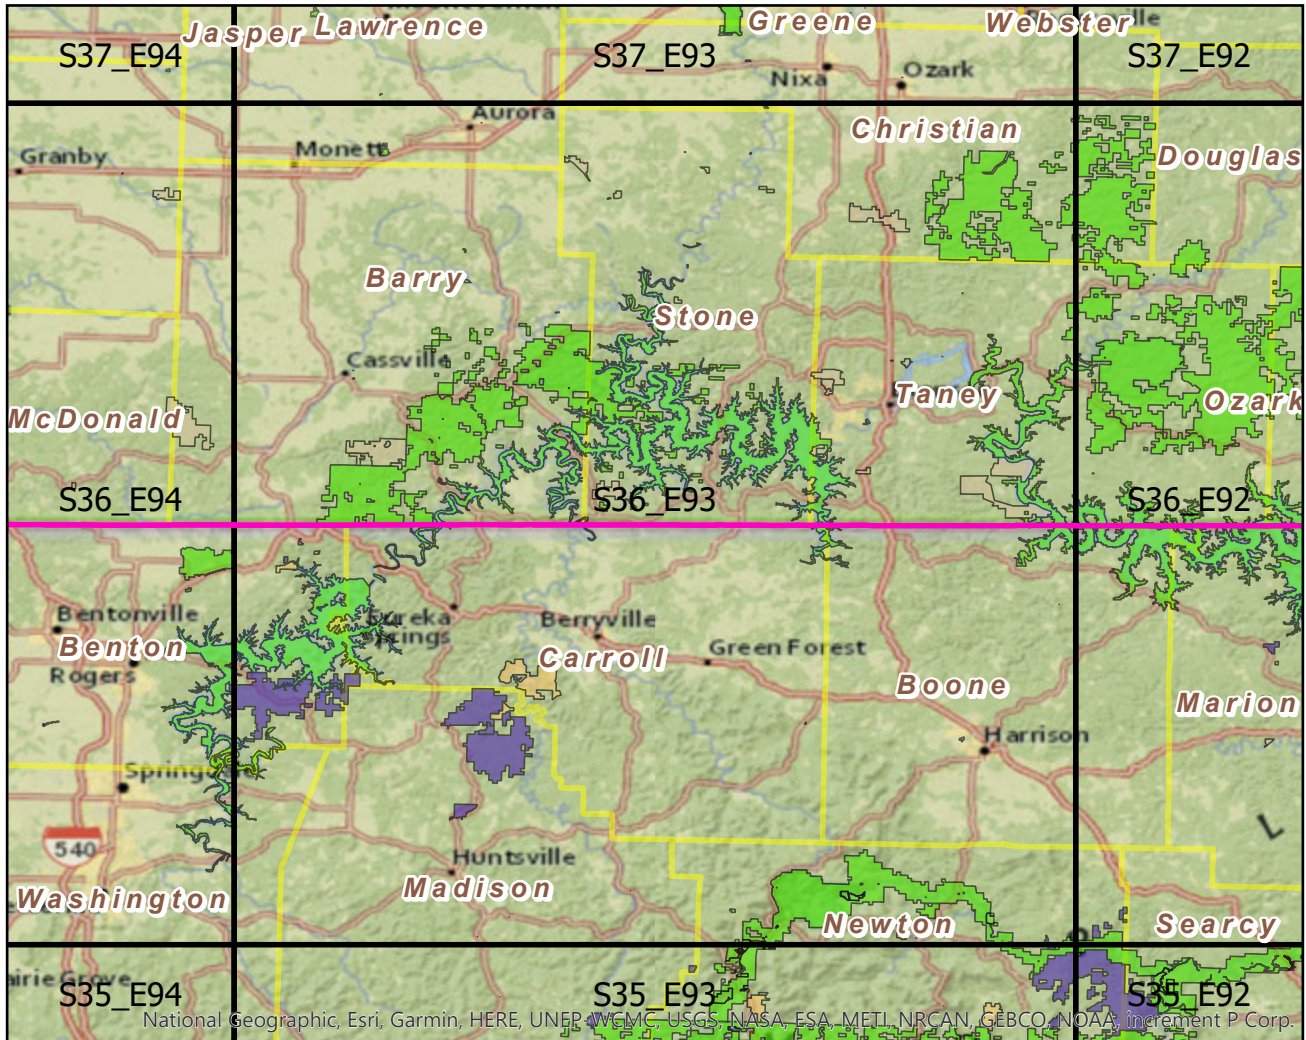 Jasper
Lawrence
Greene
Webster
S37_E94
S37_E93
S37_E92
Nixa
Ozark
Aurora
Christian
Granby
Monett
Douglas
Barry
Stone
Cassville
McDonald
Taney
Ozark
S36_E94
S36_E93
S36_E92
Bentonville
Eureka
Springs
Berryville
Benton
Carroll
Green Forest
Rogers
Boone
Marion
Harrison
Springdale
540
Huntsville
Madison
Washington
Newton
Searcy
airie Grove
S35_E94
S35_E93
S35_E92
National Geographic, Esri, Garmin, HERE, UNEP-WCMC, USGS, NASA, ESA, METI, NRCAN, GEBCO, NOAA, increment P Corp.